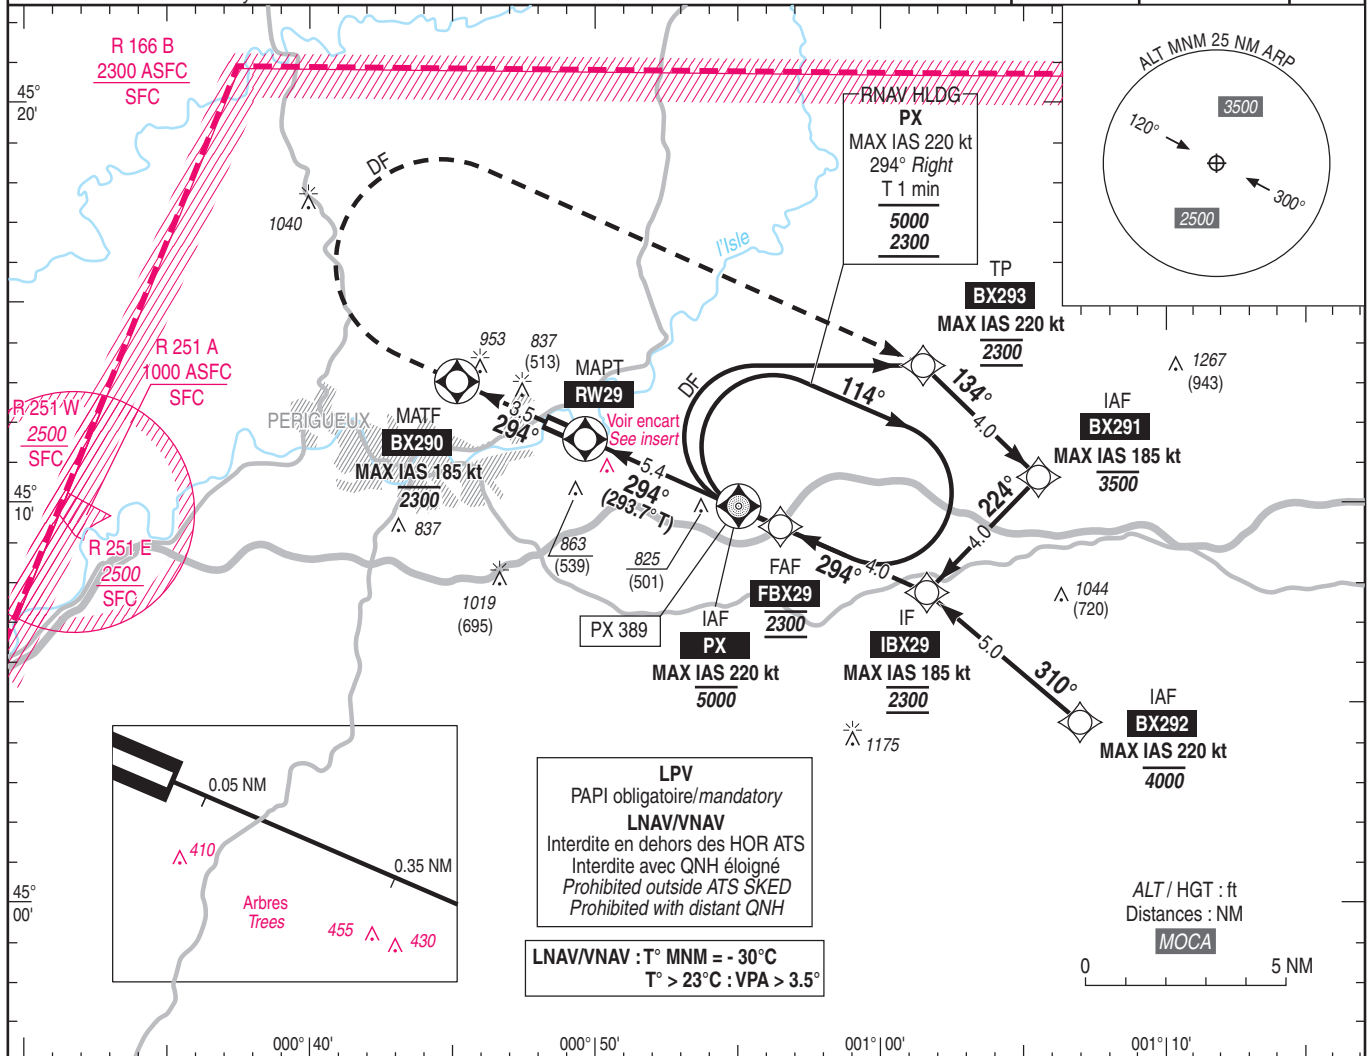 R 166 B
2300 ASFC
SFC
45°
20'
DF
1040
l'Isle
RNAV HLDG
PX
MAX IAS 220 kt
294° Right
T 1 min
5000
2300
ALT MNM 25 NM ARP
3500
120°
300°
2500
TP
BX293
MAX IAS 220 kt
2300
R 251 A
1000 ASFC
SFC
953
837
(513)
MAPT
RW29
DF
114°
134°
4.0
1267
(943)
IAF
BX291
MAX IAS 185 kt
3500
R 251 W
2500
SFC
PERIGUEUX
MATF
BX290
MAX IAS 185 kt
2300
3.5
294°
Voir encart
See insert
5.4
294°
(293.7°T)
224°
4.0
45°
10'
837
R 251 E
2500
SFC
863
(539)
825
(501)
1019
(695)
294°
4.0
FAF
FBX29
2300
1044
(720)
PX 389
IAF
PX
MAX IAS 220 kt
5000
IF
IBX29
MAX IAS 185 kt
2300
5.0
310°
1175
IAF
BX292
MAX IAS 220 kt
4000
0.05 NM
410
0.35 NM
Arbres
Trees
455
430
LPV
PAPI obligatoire/mandatory
LNAV/VNAV
Interdite en dehors des HOR ATS
Interdite avec QNH éloigné
Prohibited outside ATS SKED
Prohibited with distant QNH
LNAV/VNAV : T° MNM = - 30°C
T° > 23°C : VPA > 3.5°
45°
00'
ALT / HGT : ft
Distances : NM
MOCA
0 5 NM
000° 40'
000° 50'
001° 00'
001° 10'